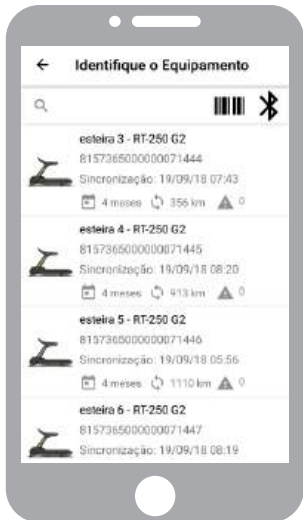 Identifique o Equipamento
esteira 3 - RT-250 G2
8157365000000071444
Sincronização: 19/09/18 07:43
4 meses 356 km 0
esteira 4 - RT-250 G2
8157365000000071445
Sincronização: 19/09/18 08:20
4 meses 913 km 0
esteira 5 - RT-250 G2
8157365000000071446
Sincronização: 19/09/18 05:56
4 meses 1110 km 0
esteira 6 - RT-250 G2
8157365000000071447
Sincronização: 19/09/18 08:19